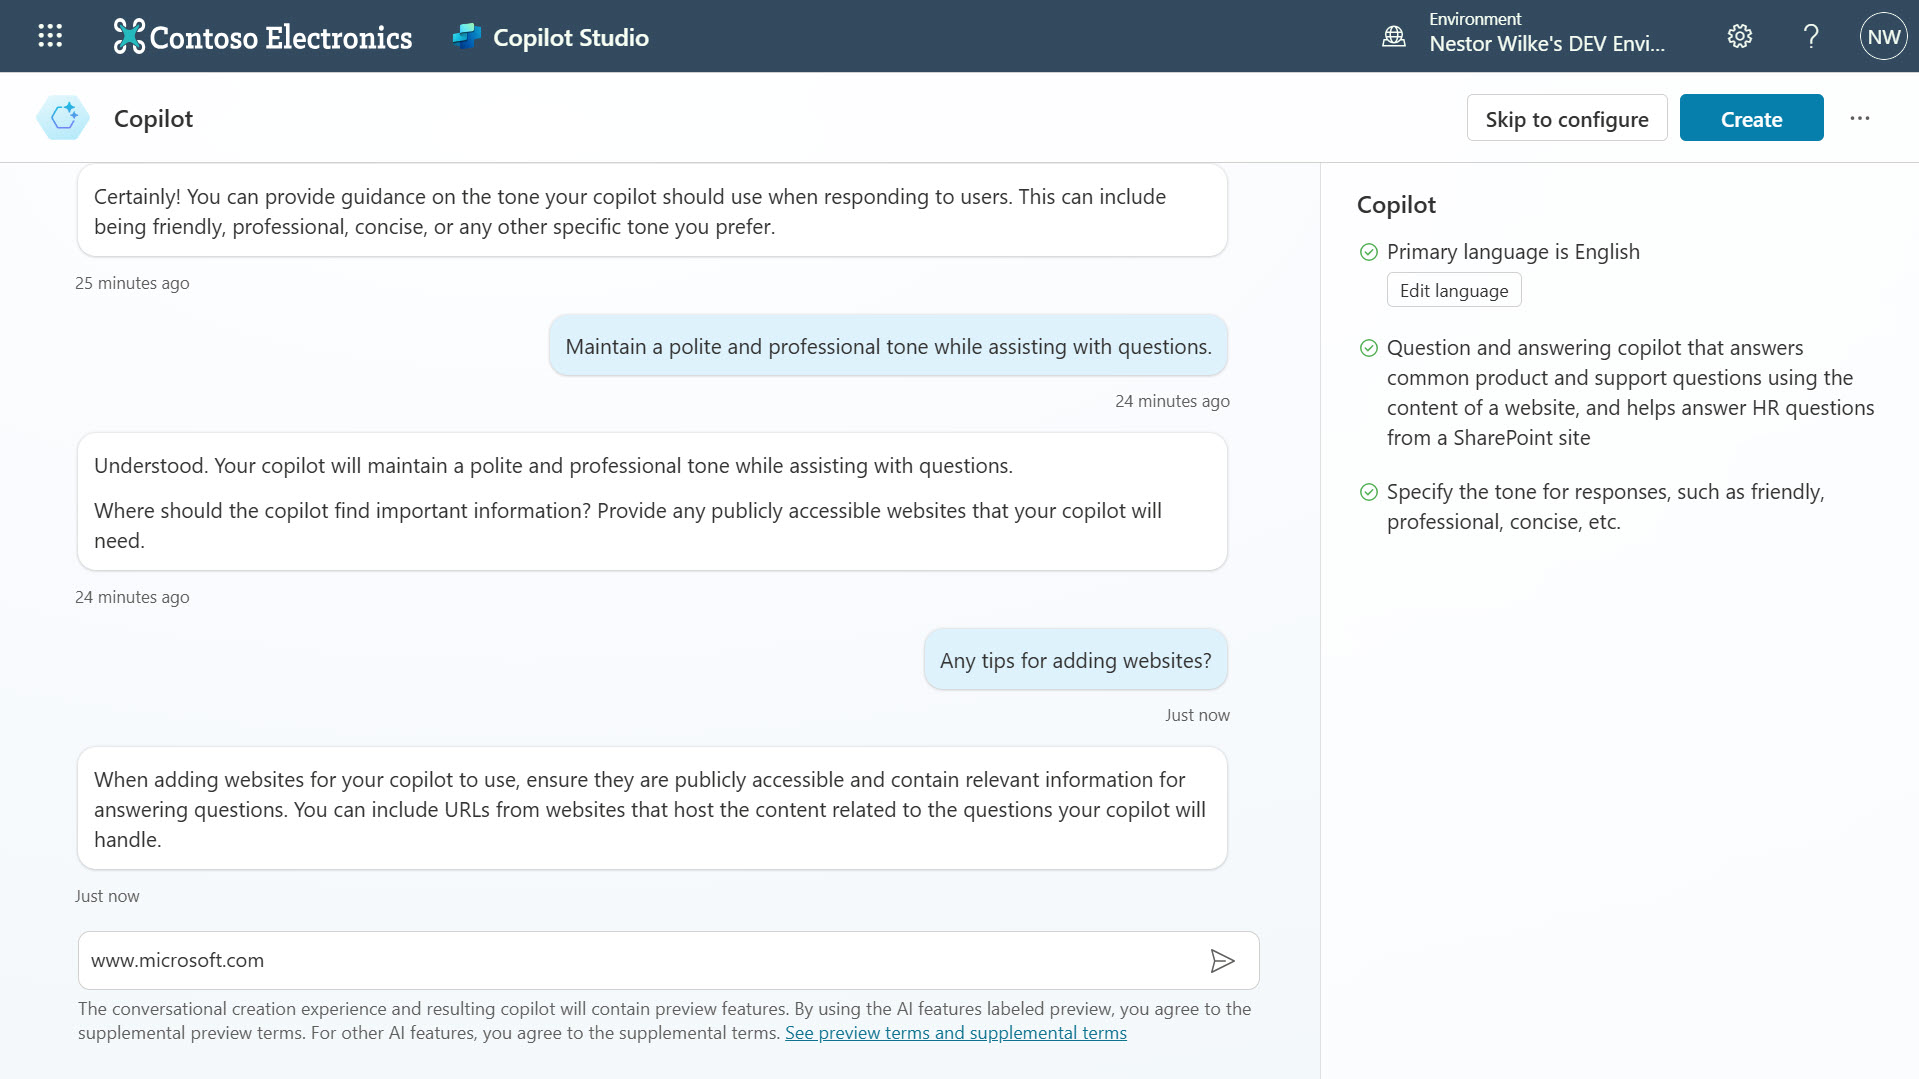 Contoso Electronics
Copilot Studio
Environment
Nestor Wilke's DEV Envi...
NW
Copilot
Skip to configure
Create
Certainly! You can provide guidance on the tone your copilot should use when responding to users. This can include
being friendly, professional, concise, or any other specific tone you prefer.
25 minutes ago
Maintain a polite and professional tone while assisting with questions.
24 minutes ago
Understood. Your copilot will maintain a polite and professional tone while assisting with questions.
Where should the copilot find important information? Provide any publicly accessible websites that your copilot will
need.
24 minutes ago
Any tips for adding websites?
Just now
When adding websites for your copilot to use, ensure they are publicly accessible and contain relevant information for
answering questions. You can include URLs from websites that host the content related to the questions your copilot will
handle.
Just now
www.microsoft.com
The conversational creation experience and resulting copilot will contain preview features. By using the AI features labeled preview, you agree to the
supplemental preview terms. For other AI features, you agree to the supplemental terms. See preview terms and supplemental terms
Copilot
Primary language is English
Edit language
Question and answering copilot that answers
common product and support questions using the
content of a website, and helps answer HR questions
from a SharePoint site
Specify the tone for responses, such as friendly,
professional, concise, etc.